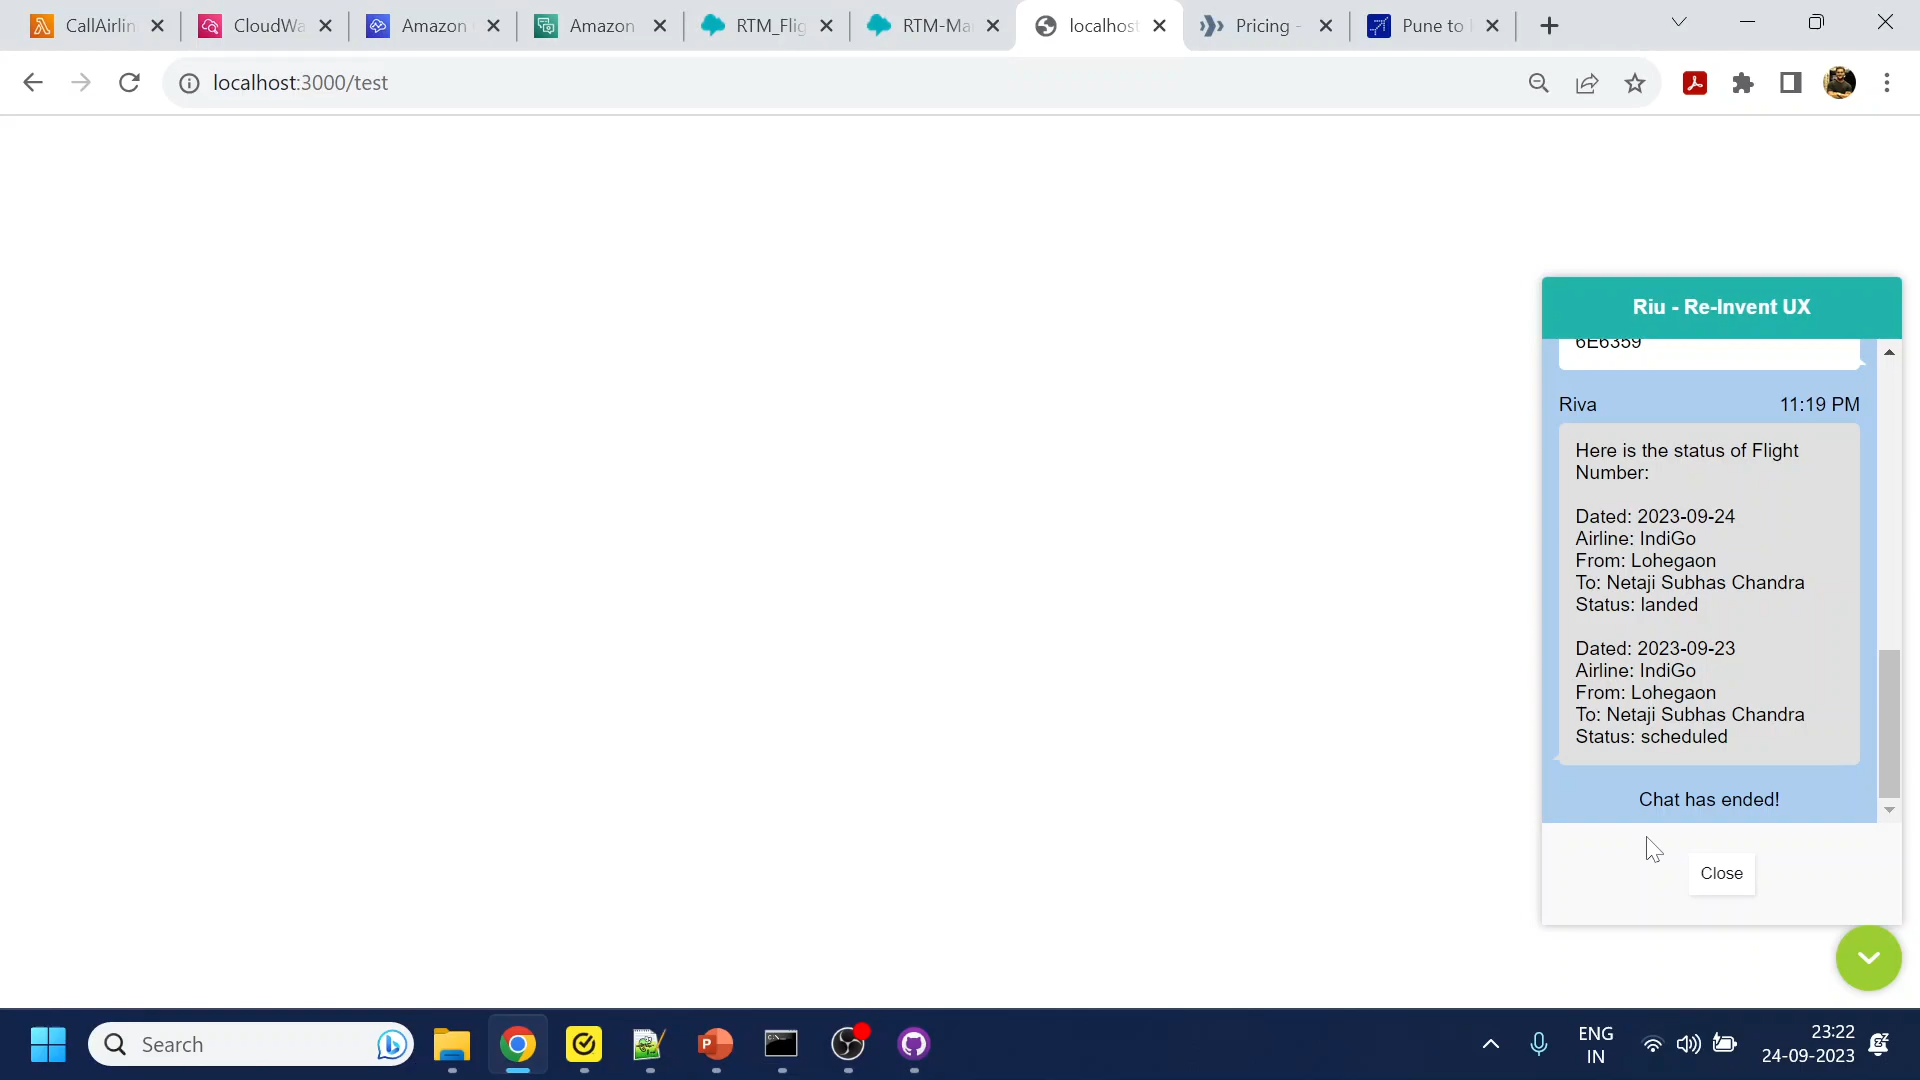 CallAirlin
CloudWa
Amazon
Amazon
RTM_Flig
RTM-Ma
localhost
Pricing -
Pune to
localhost:3000/test
Riu - Re-Invent UX
6E6359
Riva 11:19 PM
Here is the status of Flight
Number:
Dated: 2023-09-24
Airline: IndiGo
From: Lohegaon
To: Netaji Subhas Chandra
Status: landed
Dated: 2023-09-23
Airline: IndiGo
From: Lohegaon
To: Netaji Subhas Chandra
Status: scheduled
Chat has ended!
Close
Search
ENG
IN
23:22
24-09-2023